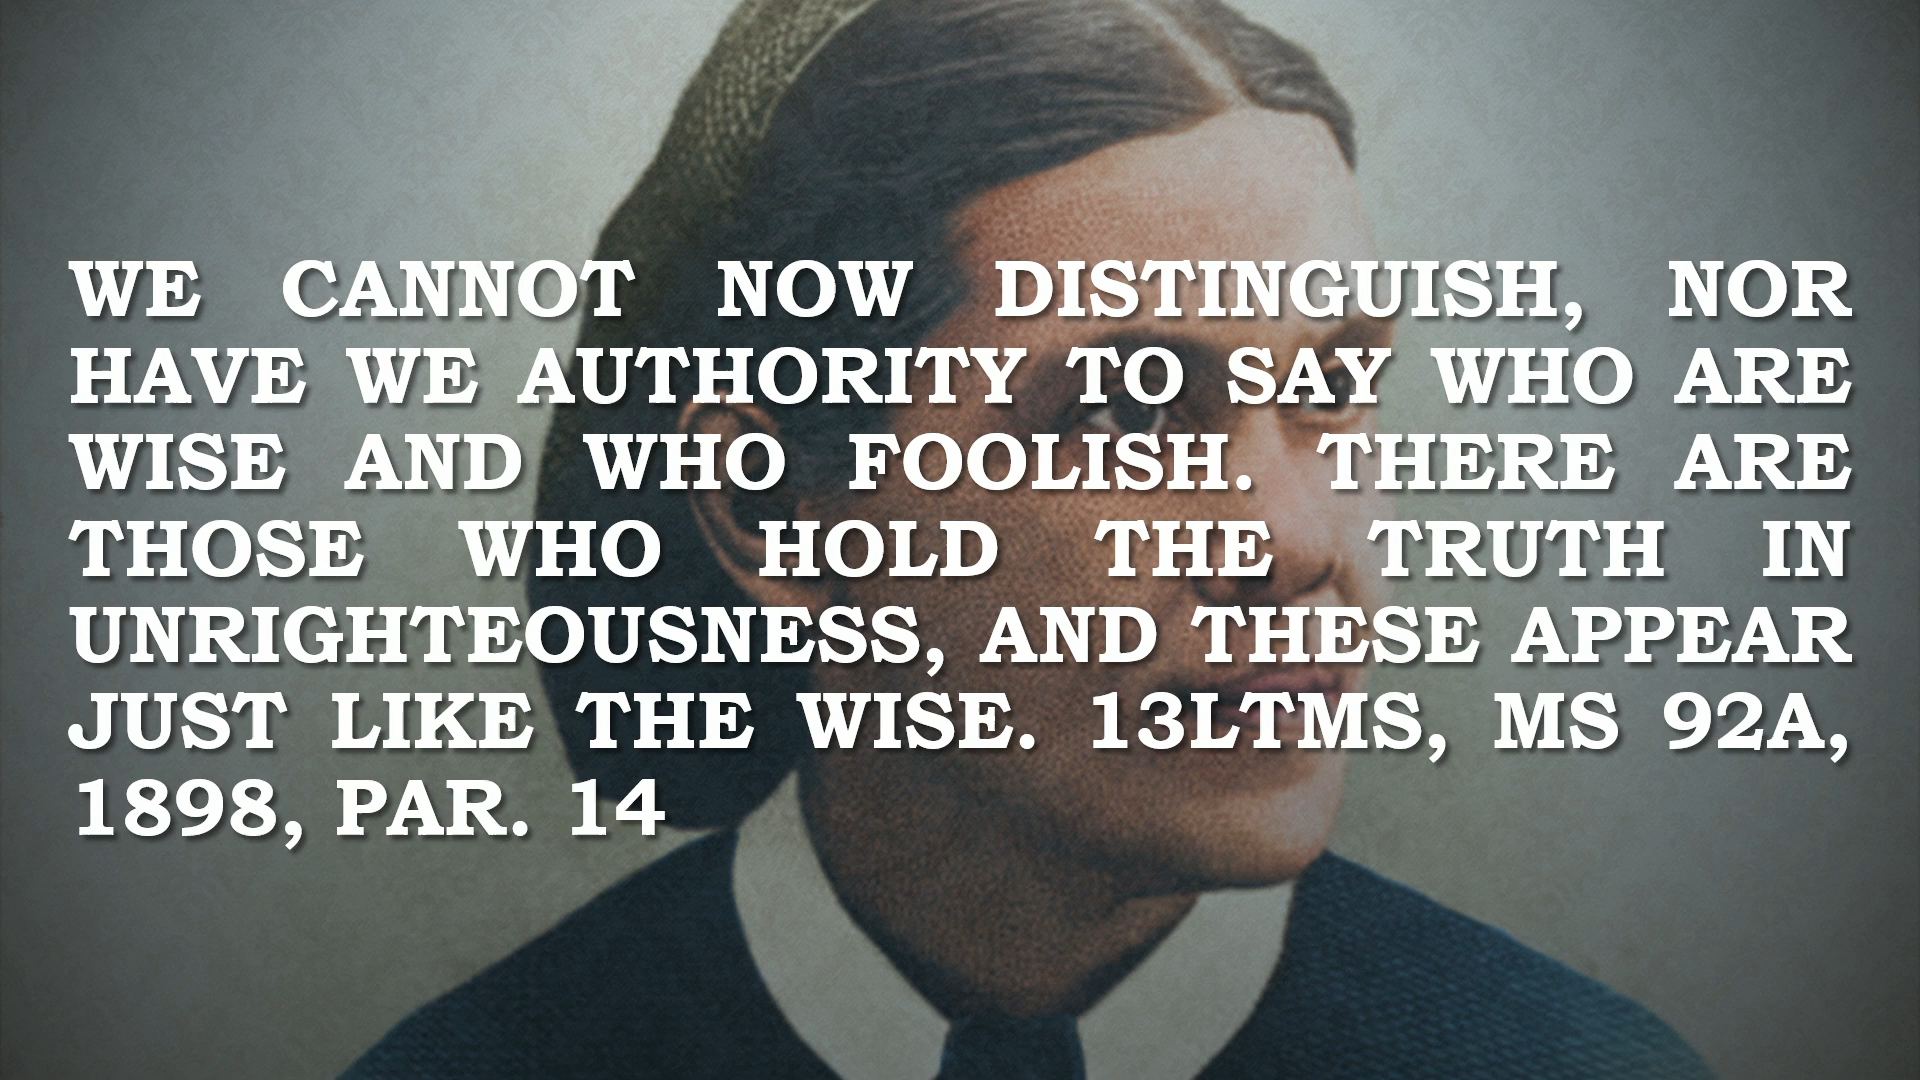 WE CANNOT NOW DISTINGUISH, NOR
HAVE WE AUTHORITY TO SAY WHO ARE
WISE AND WHO FOOLISH. THERE ARE
THOSE WHO HOLD THE TRUTH IN
UNRIGHTEOUSNESS, AND THESE APPEAR
JUST LIKE THE WISE. 13LTMS, MS 92A,
1898, PAR. 14